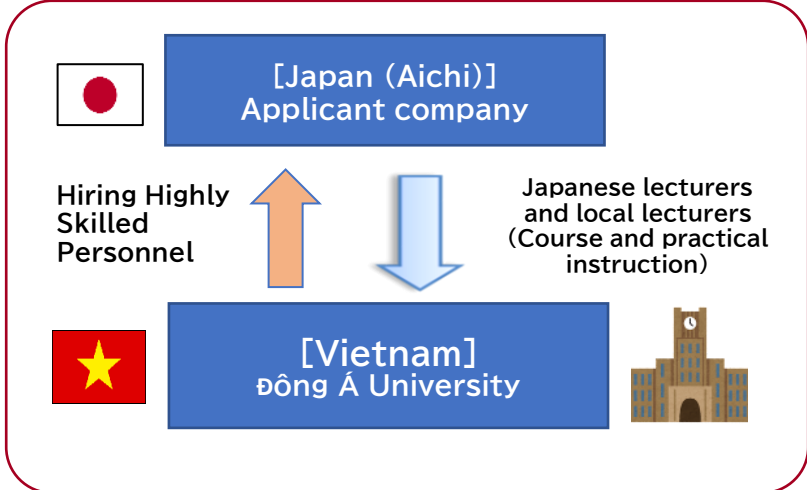 [Japan (Aichi)]
Applicant company
Hiring Highly
Skilled
Personnel
Japanese lecturers
and local lecturers
(Course and practical
instruction)
[Vietnam]
Đông Á University